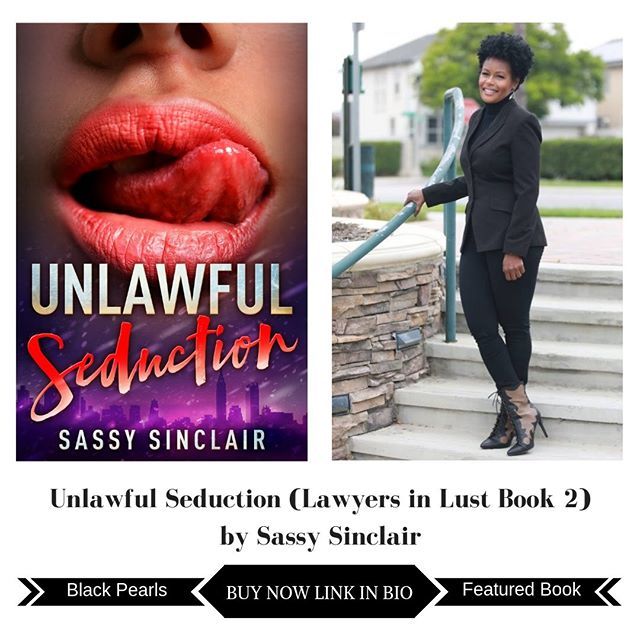 UNLAWFUL
Seduction
SASSY SINCLAIR
Unlawful Seduction (Lawyers in Lust Book 2)
by Sassy Sinclair
Black Pearls
BUY NOW LINK IN BIO
Featured Book